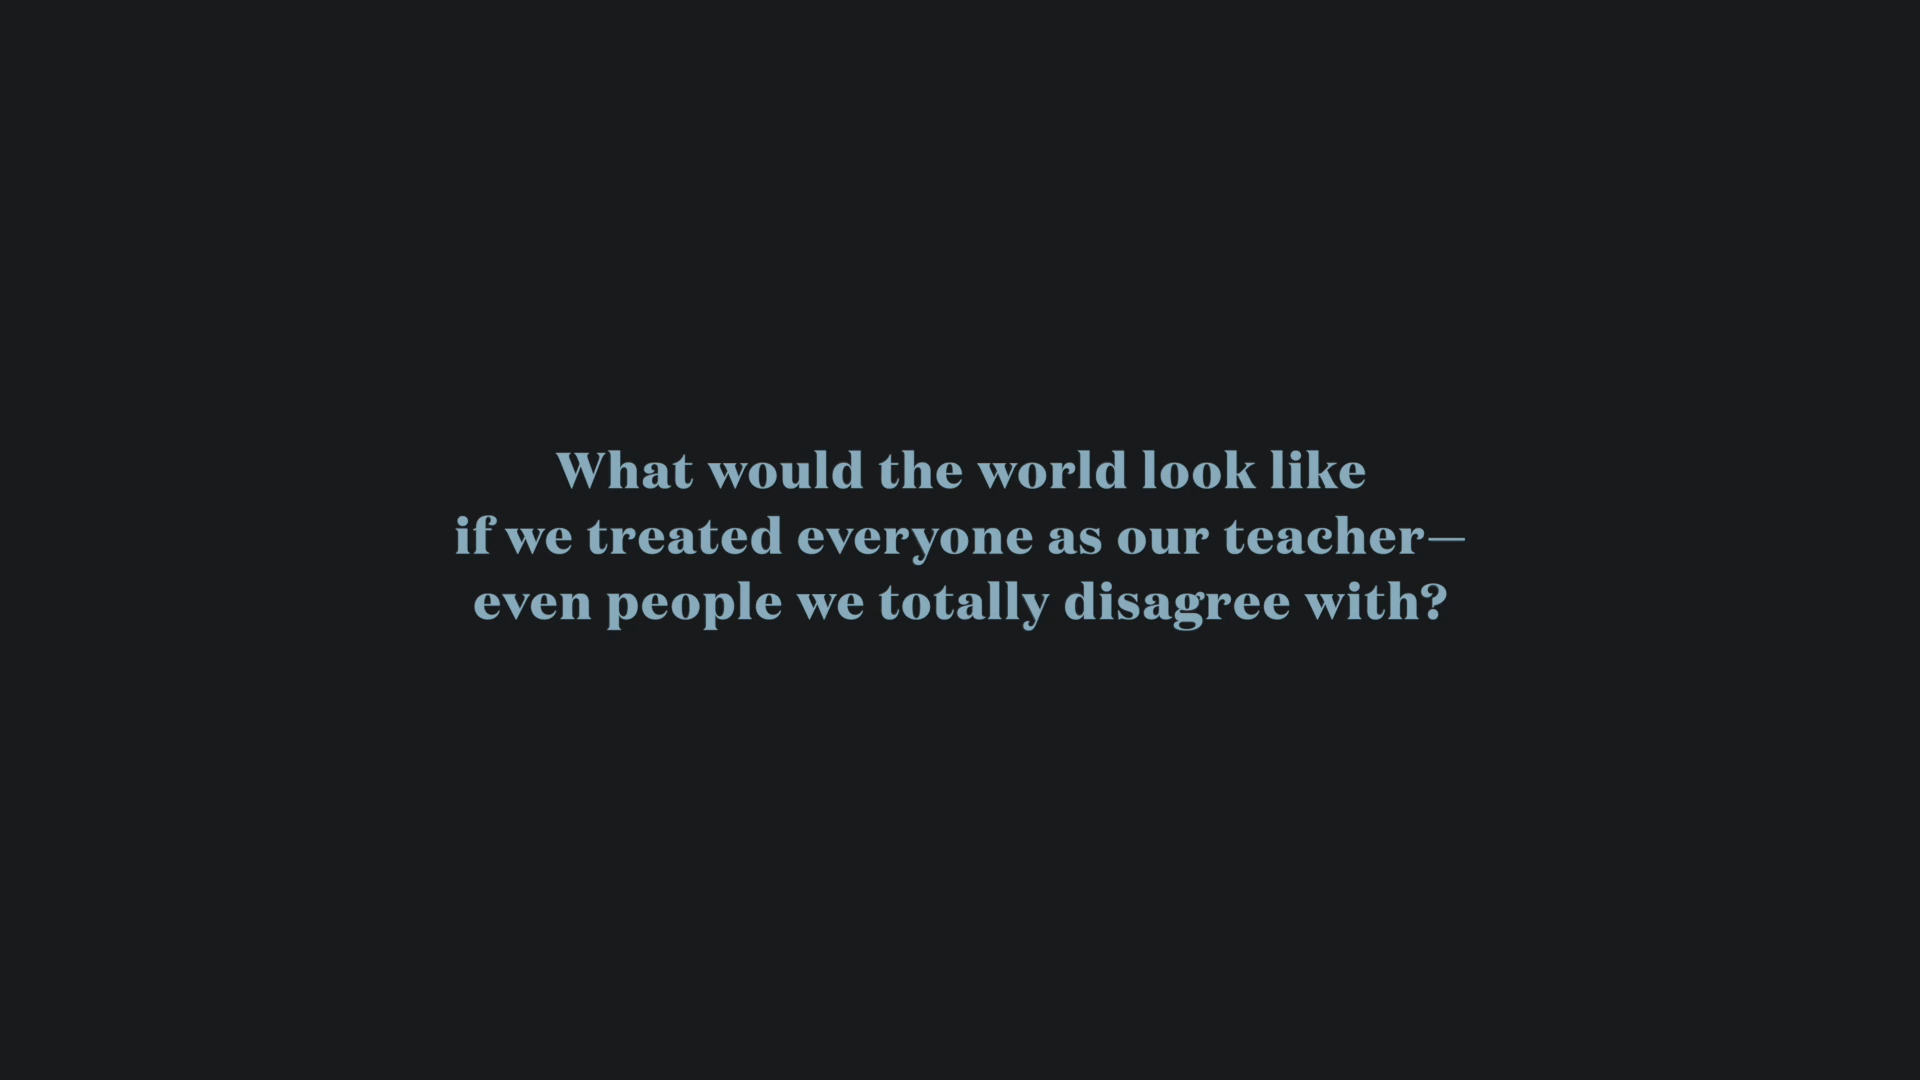 What would the world look like
if we treated everyone as our teacher—
even people we totally disagree with?